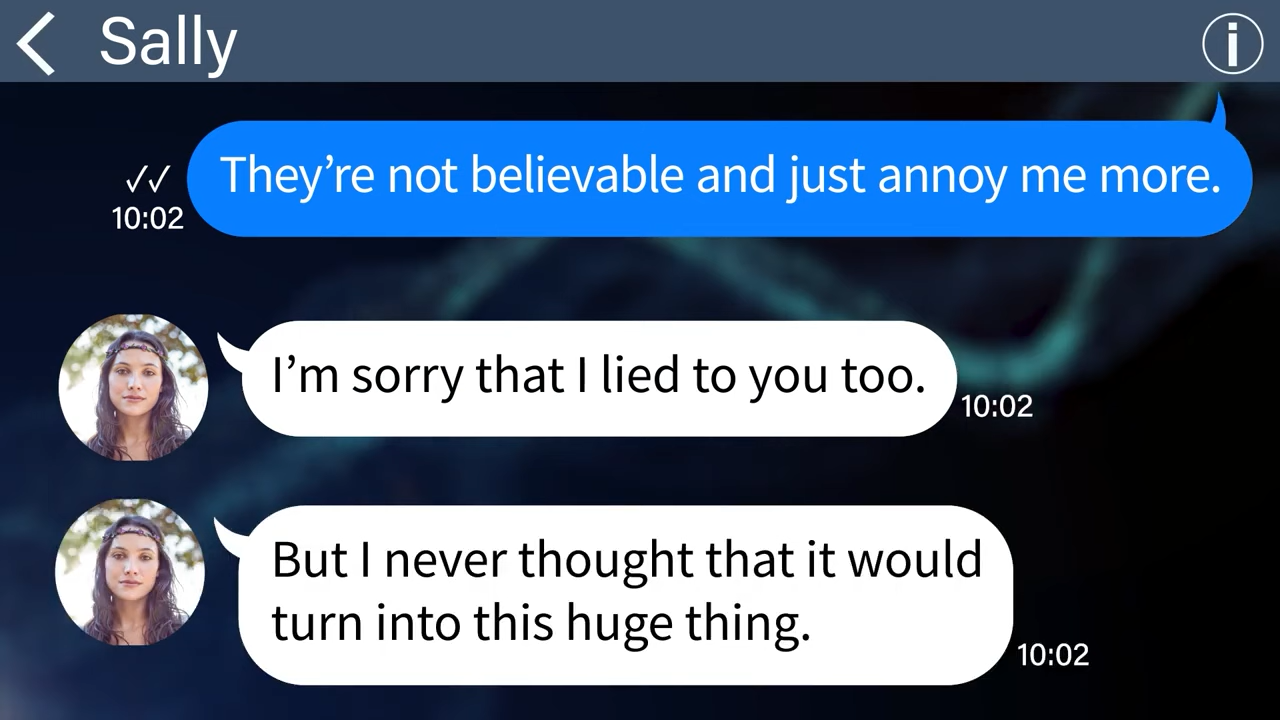 Sally
They’re not believable and just annoy me more.
10:02
I’m sorry that I lied to you too.
10:02
But I never thought that it would
turn into this huge thing.
10:02